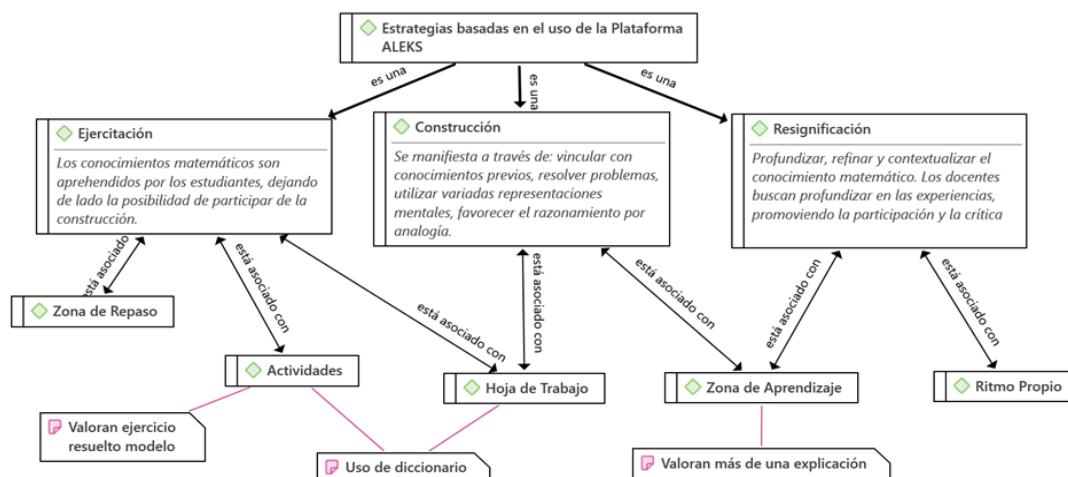 Estrategias basadas en el uso de la Plataforma
ALEKS
es una
es una
es una
Ejercitación
Los conocimientos matemáticos son
aprehendidos por los estudiantes, dejando
de lado la posibilidad de participar de la
construcción.
Construcción
Se manifiesta a través de: vincular con
conocimientos previos, resolver problemas,
utilizar variadas representaciones
mentales, favorecer el razonamiento por
analogía.
Resignificación
Profundizar, refinar y contextualizar el
conocimiento matemático. Los docentes
buscan profundizar en las experiencias,
promoviendo la participación y la crítica
está asociado
está asociado con
está asociado con
está asociado con
está asociado con
está asociado con
está asociado con
Zona de Repaso
Actividades
Hoja de Trabajo
Zona de Aprendizaje
Ritmo Propio
Valoran ejercicio
resuelto modelo
Uso de diccionario
Valoran más de una explicación